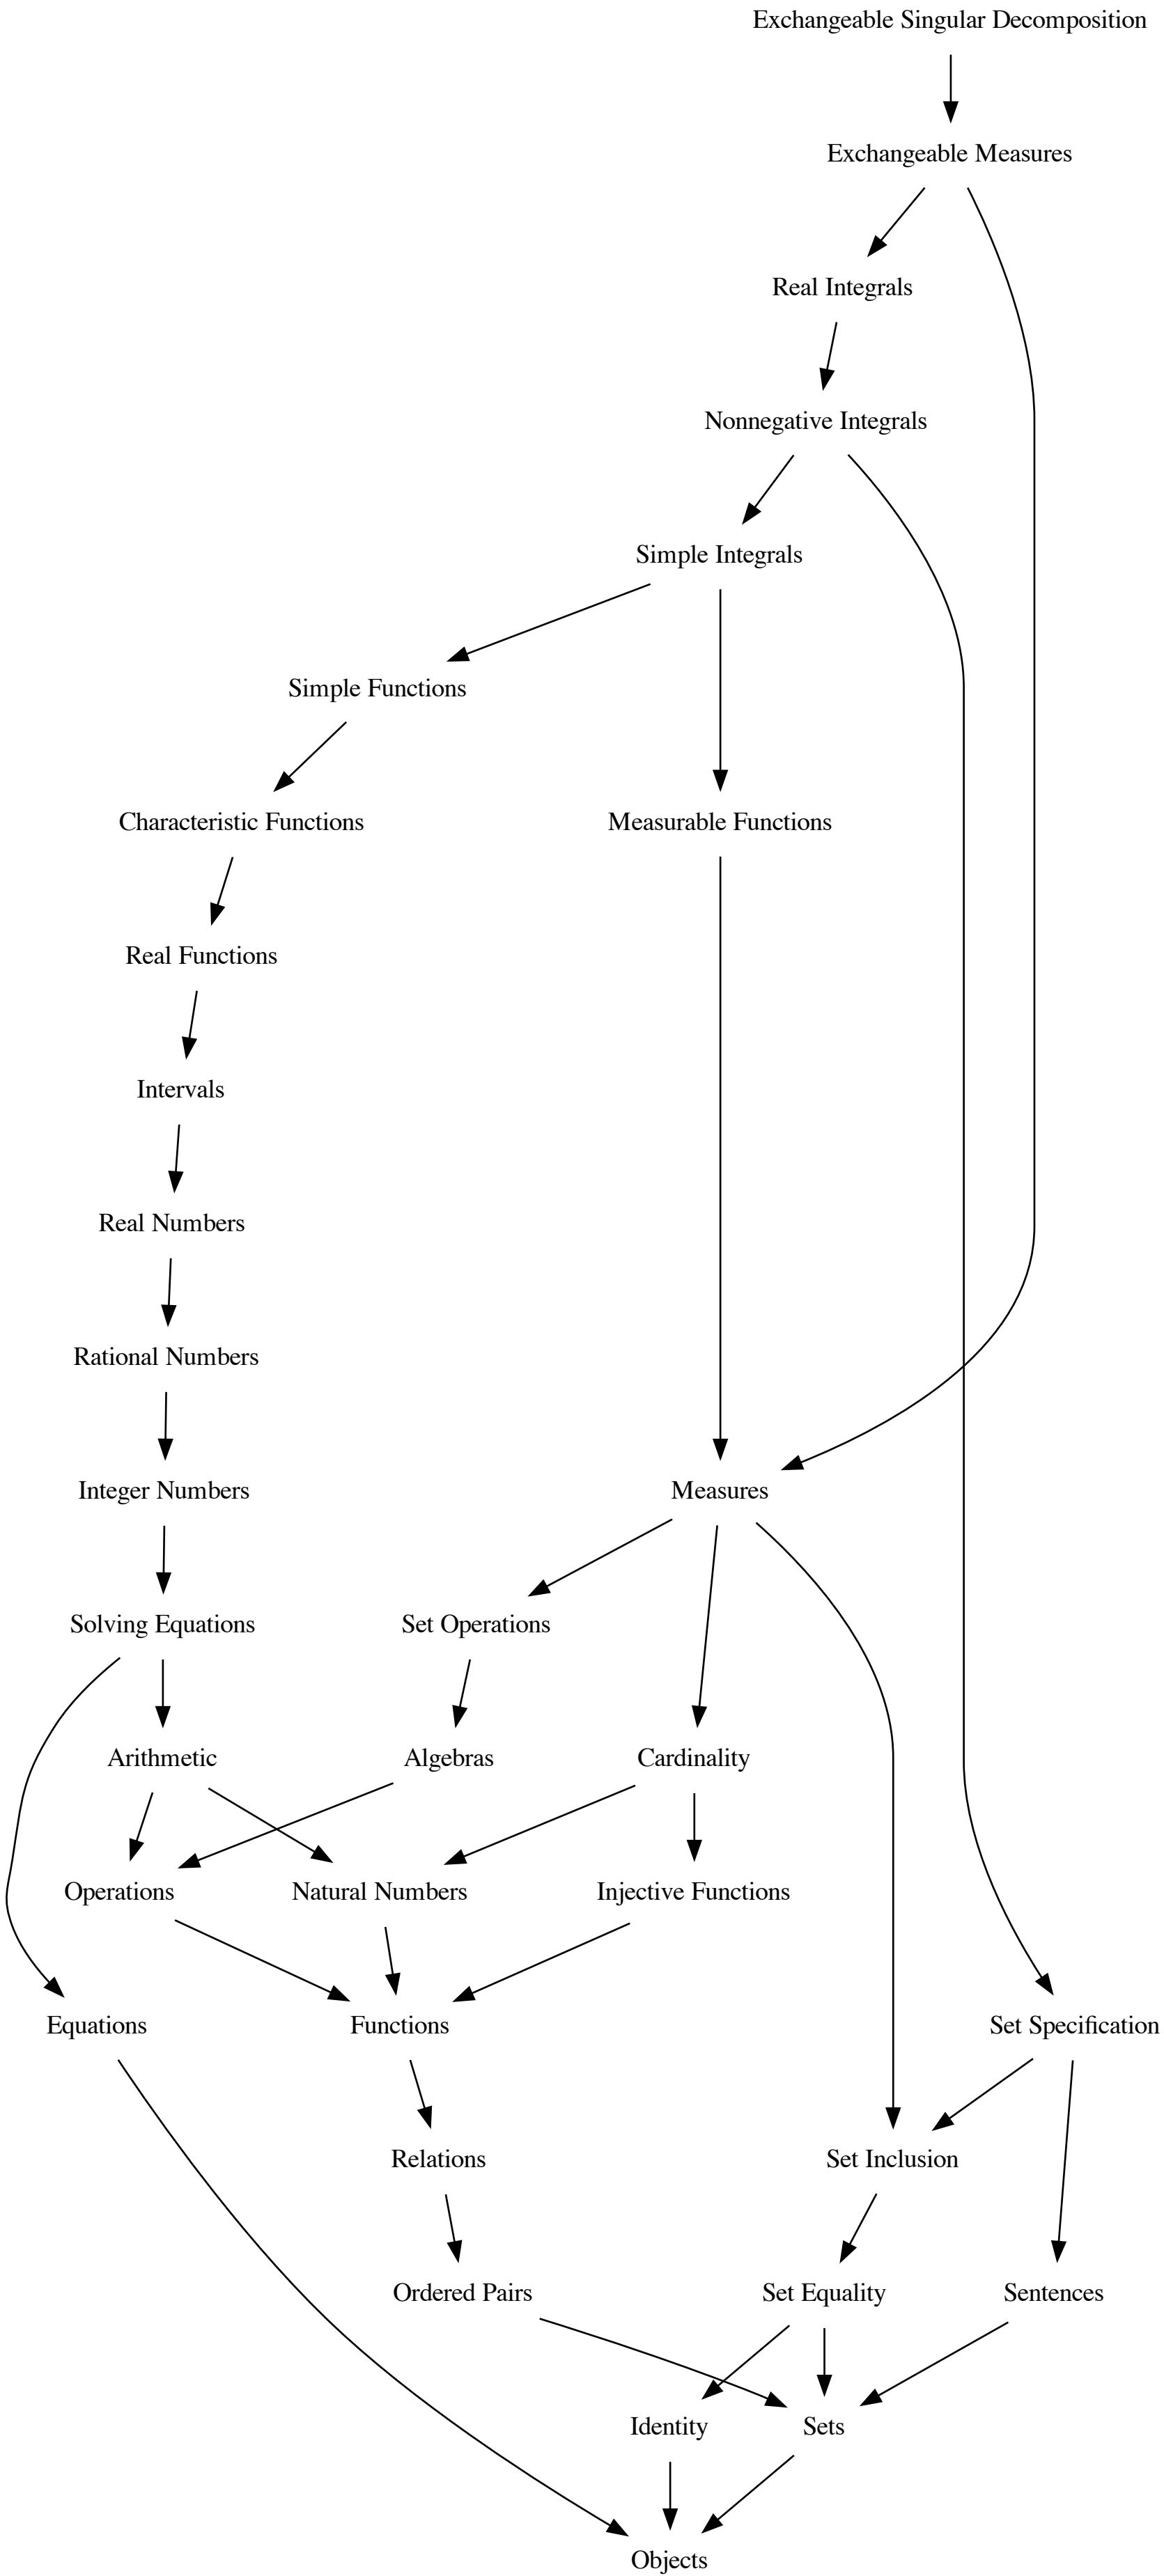 Exchangeable Singular Decomposition
Exchangeable Measures
Real Integrals
Nonnegative Integrals
Simple Integrals
Simple Functions
Characteristic Functions
Measurable Functions
Real Functions
Intervals
Real Numbers
Rational Numbers
Integer Numbers
Measures
Solving Equations
Set Operations
Arithmetic
Algebras
Cardinality
Operations
Natural Numbers
Injective Functions
Equations
Functions
Set Specification
Relations
Set Inclusion
Ordered Pairs
Set Equality
Sentences
Identity
Sets
Objects